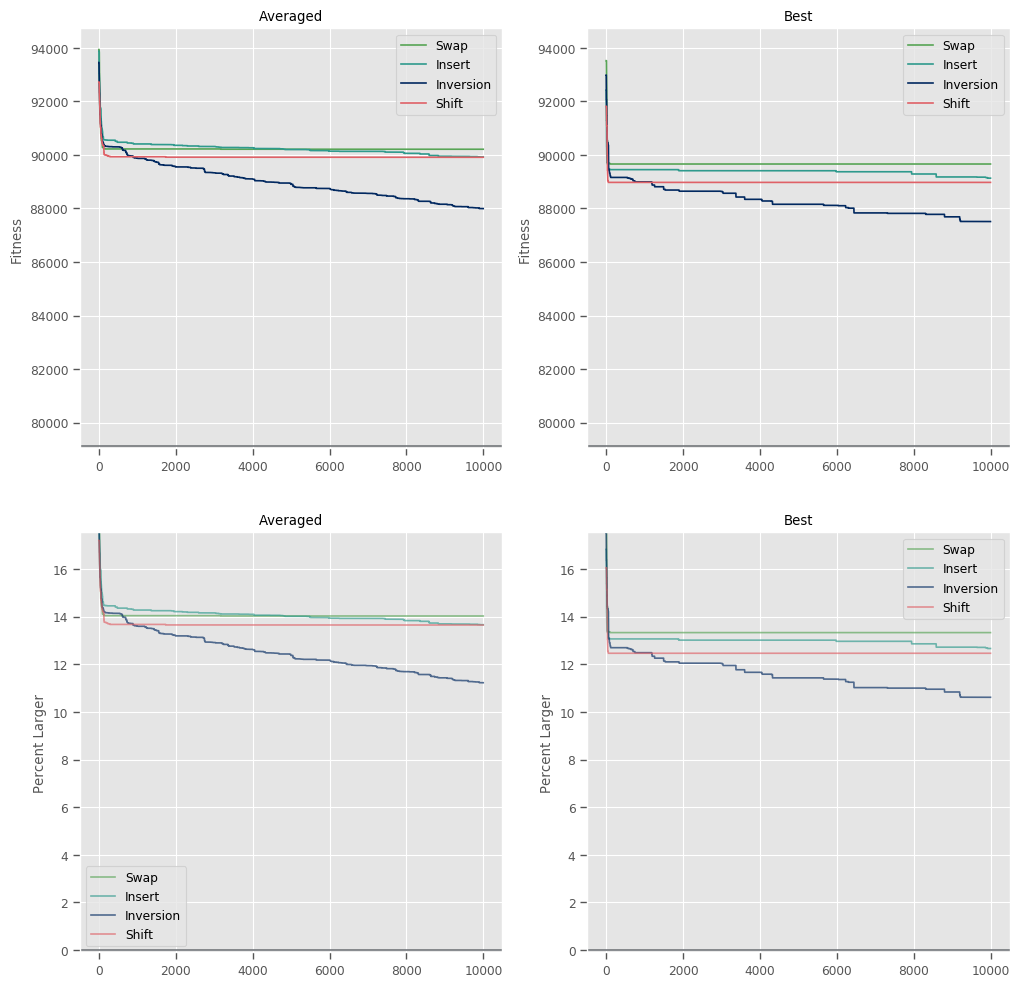 Averaged
94000
92000
90000
88000
86000
84000
82000
80000
Fitness
Swap
Insert
Inversion
Shift
0 2000 4000 6000 8000 10000
Best
94000
92000
90000
88000
86000
84000
82000
80000
Fitness
Swap
Insert
Inversion
Shift
0 2000 4000 6000 8000 10000
Averaged
16
14
12
10
8
6
4
2
0
Percent Larger
Swap
Insert
Inversion
Shift
0 2000 4000 6000 8000 10000
Best
16
14
12
10
8
6
4
2
0
Percent Larger
Swap
Insert
Inversion
Shift
0 2000 4000 6000 8000 10000